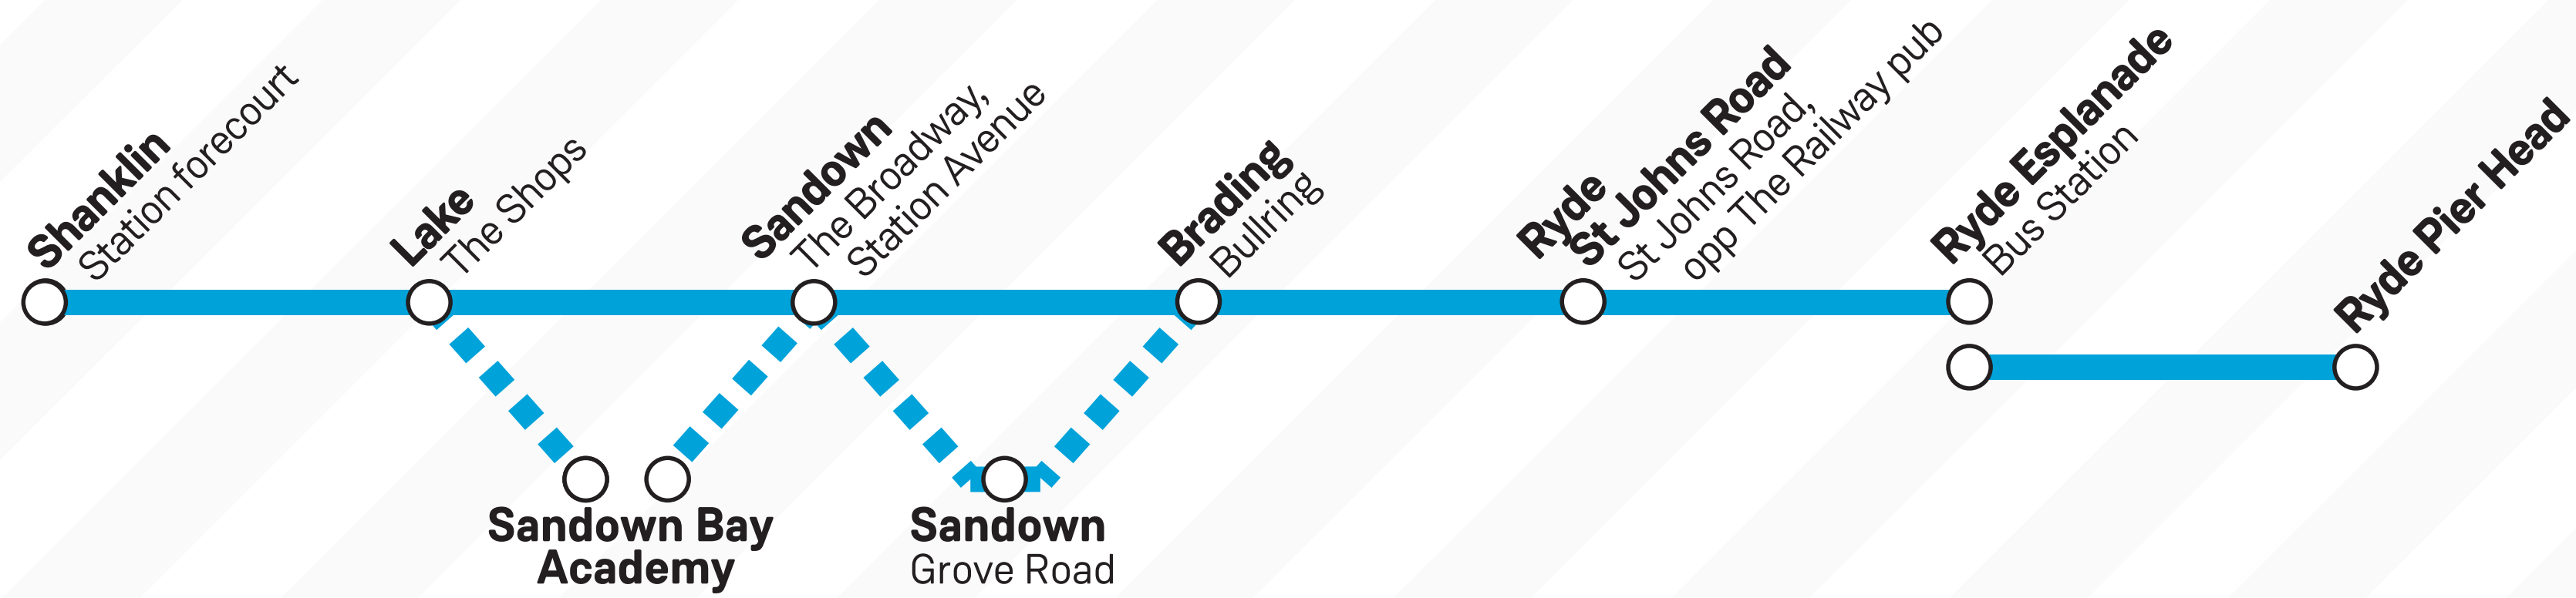 Shanklin
Station forecourt
Lake
The Shops
Sandown
The Broadway,
Station Avenue
Brading
Bullring
Ryde
St Johns Road
St Johns Road,
opp The Railway pub
Ryde Esplanade
Bus Station
Ryde Pier Head
Sandown Bay
Academy
Sandown
Grove Road